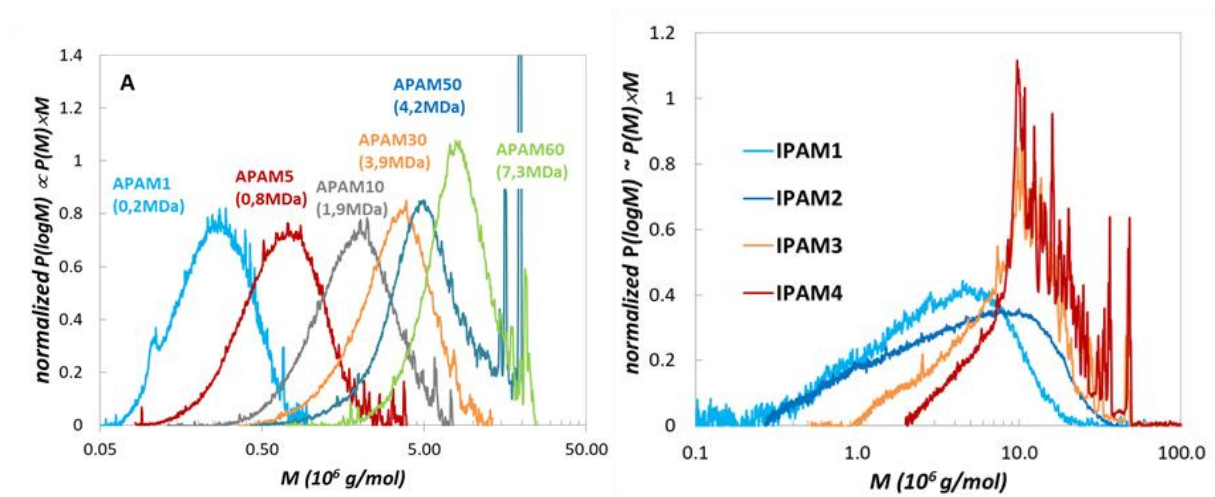 A
normalized P(logM) ∝ P(M)×M
1.4
1.2
1
0.8
0.6
0.4
0.2
0
APAM1
(0,2MDa)
APAM5
(0,8MDa)
APAM10
(1,9MDa)
APAM30
(3,9MDa)
APAM50
(4,2MDa)
APAM60
(7,3MDa)
0.05
0.50
5.00
50.00
M (10⁶ g/mol)
normalized P(logM) ~ P(M)×M
1.2
1
0.8
0.6
0.4
0.2
0
IPAM1
IPAM2
IPAM3
IPAM4
0.1
1.0
10.0
100.0
M (10⁶ g/mol)